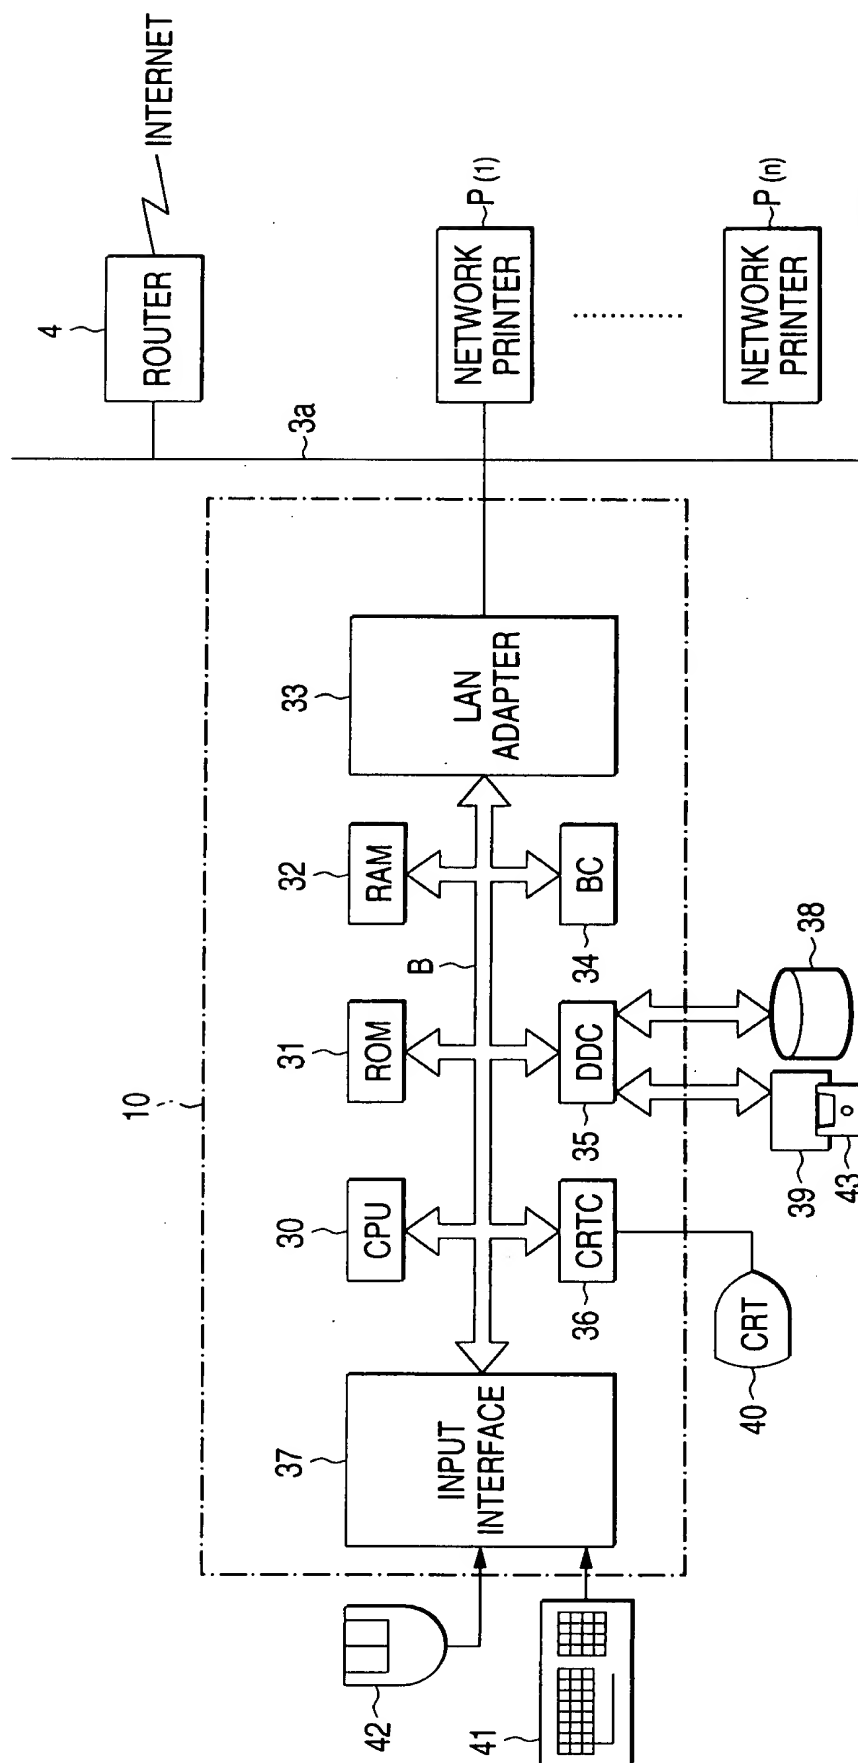 4
ROUTER
INTERNET
3a
10
37
INPUT
INTERFACE
30
CPU
31
ROM
32
RAM
33
LAN
ADAPTER
NETWORK
PRINTER
P(1)
B
36
CRTC
35
DDC
34
BC
NETWORK
PRINTER
P(n)
42
41
40
CRT
39
43
38